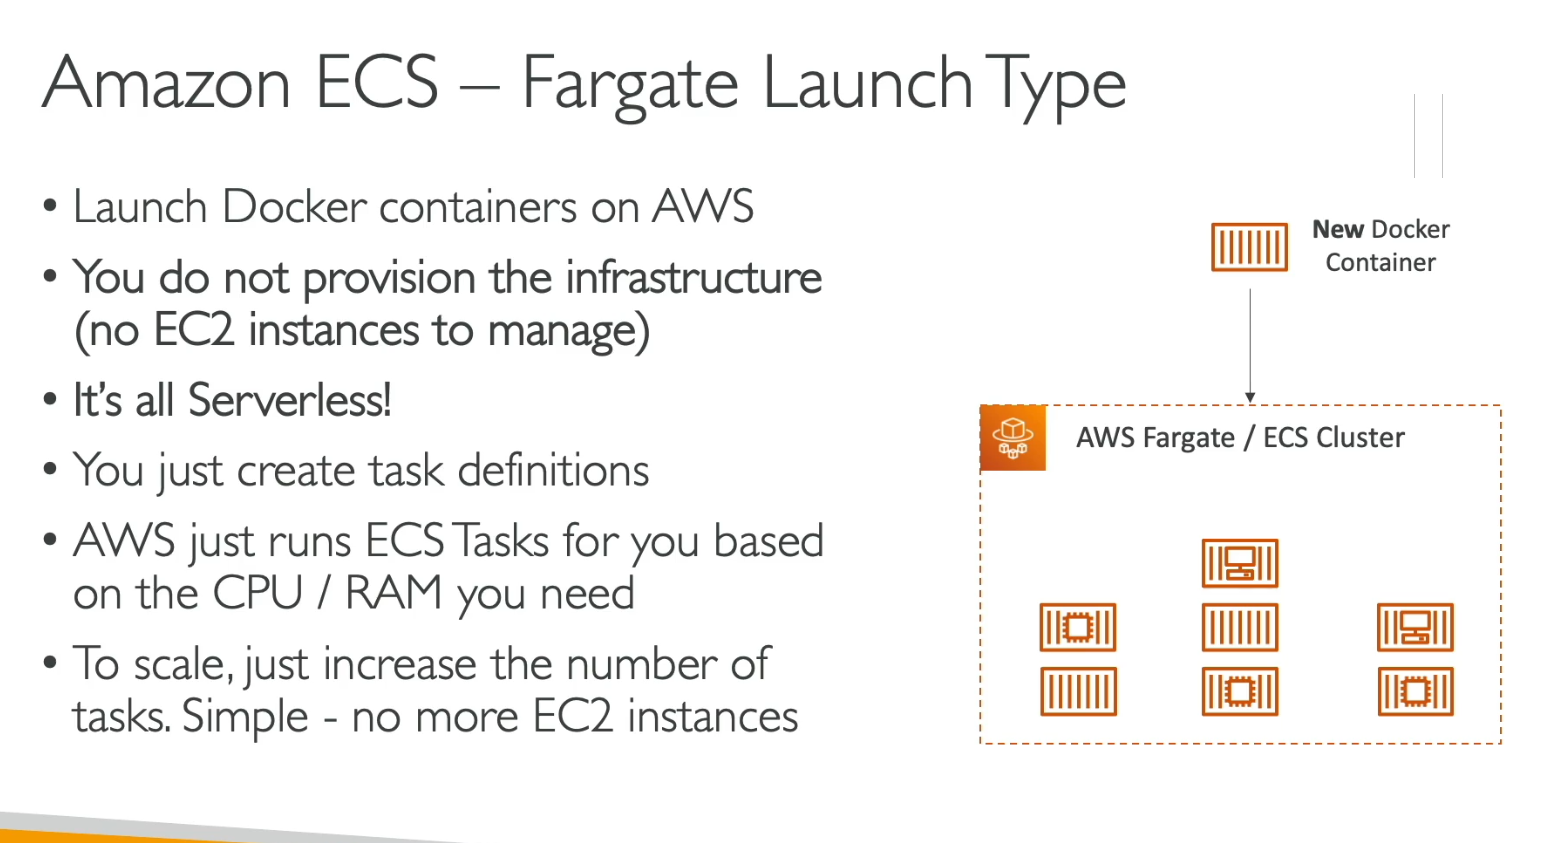 Amazon ECS – Fargate Launch Type
• Launch Docker containers on AWS
• You do not provision the infrastructure
(no EC2 instances to manage)
• It’s all Serverless!
• You just create task definitions
• AWS just runs ECS Tasks for you based
on the CPU / RAM you need
• To scale, just increase the number of
tasks. Simple - no more EC2 instances
New Docker
Container
AWS Fargate / ECS Cluster